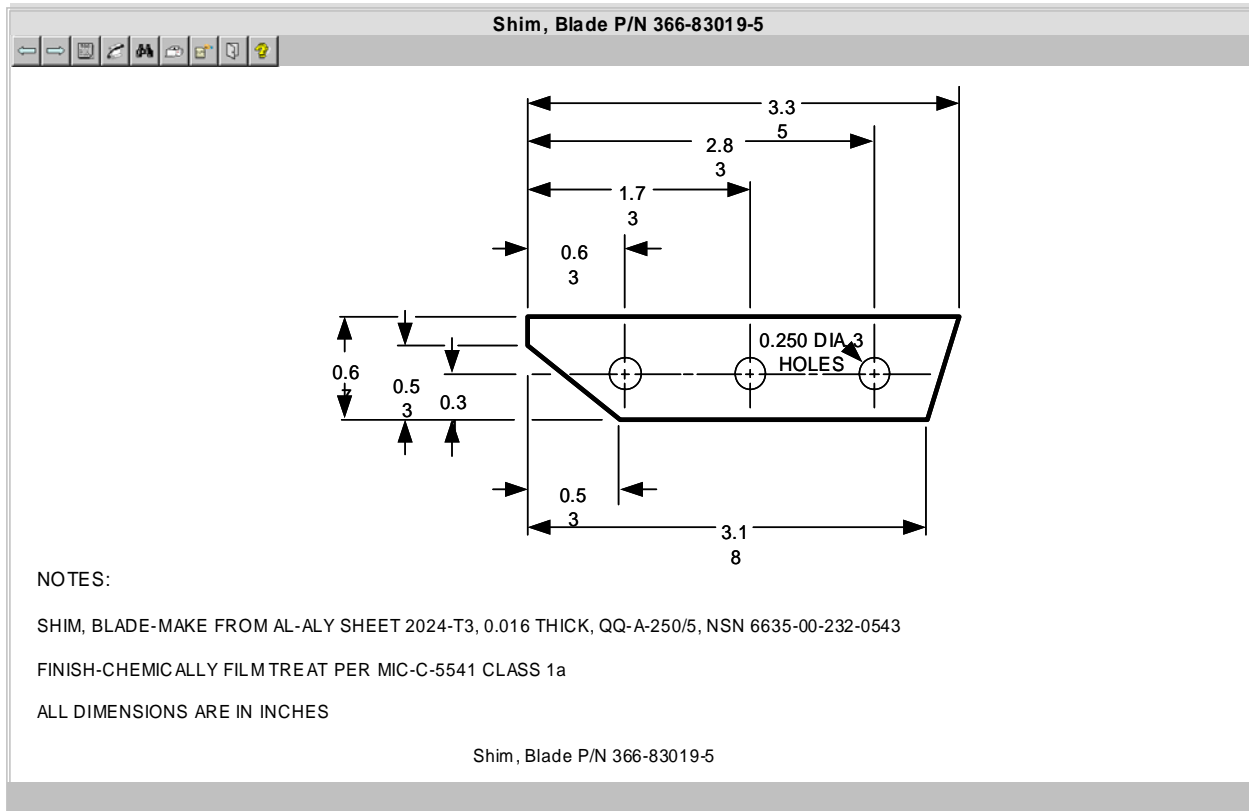 Shim, Blade P/N 366-83019-5
3.3
5
2.8
3
1.7
3
0.6
3
0.250 DIA 3
HOLES
0.6
7
0.5
3
0.3
0.5
3
3.1
8
NOTES:
SHIM, BLADE-MAKE FROM AL-ALY SHEET 2024-T3, 0.016 THICK, QQ-A-250/5, NSN 6635-00-232-0543
FINISH-CHEMICALLY FILM TREAT PER MIC-C-5541 CLASS 1a
ALL DIMENSIONS ARE IN INCHES
Shim, Blade P/N 366-83019-5